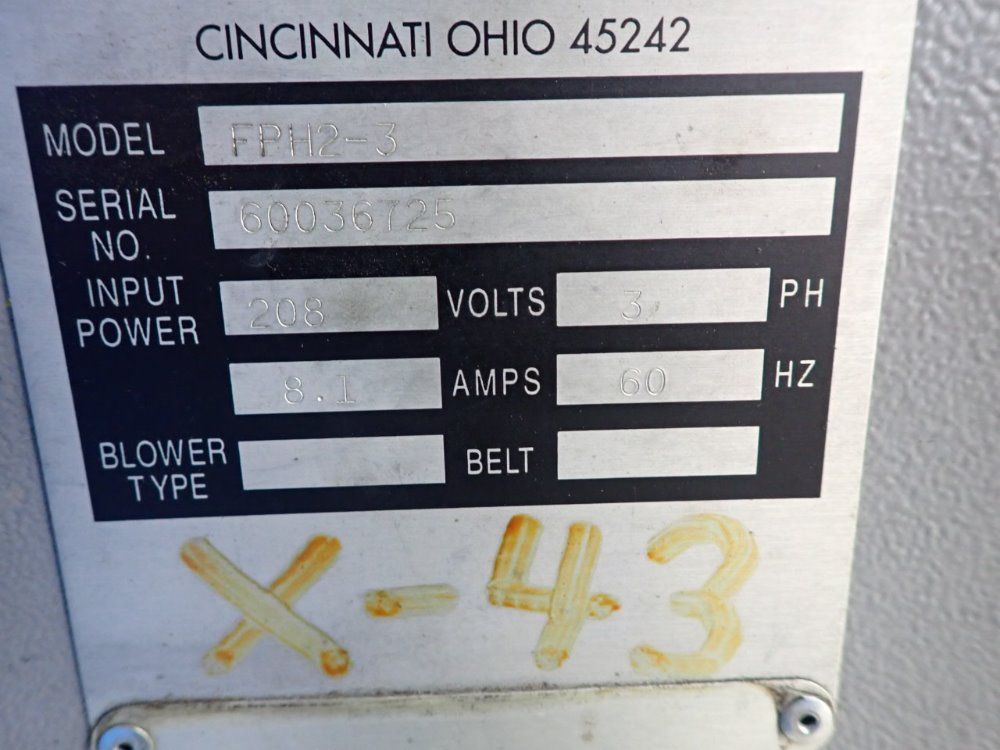 CINCINNATI OHIO 45242
MODEL FPH2-3
SERIAL NO. 60036725
INPUT POWER 208 VOLTS 3 PH
8.1 AMPS 60 HZ
BLOWER TYPE BELT
X-43